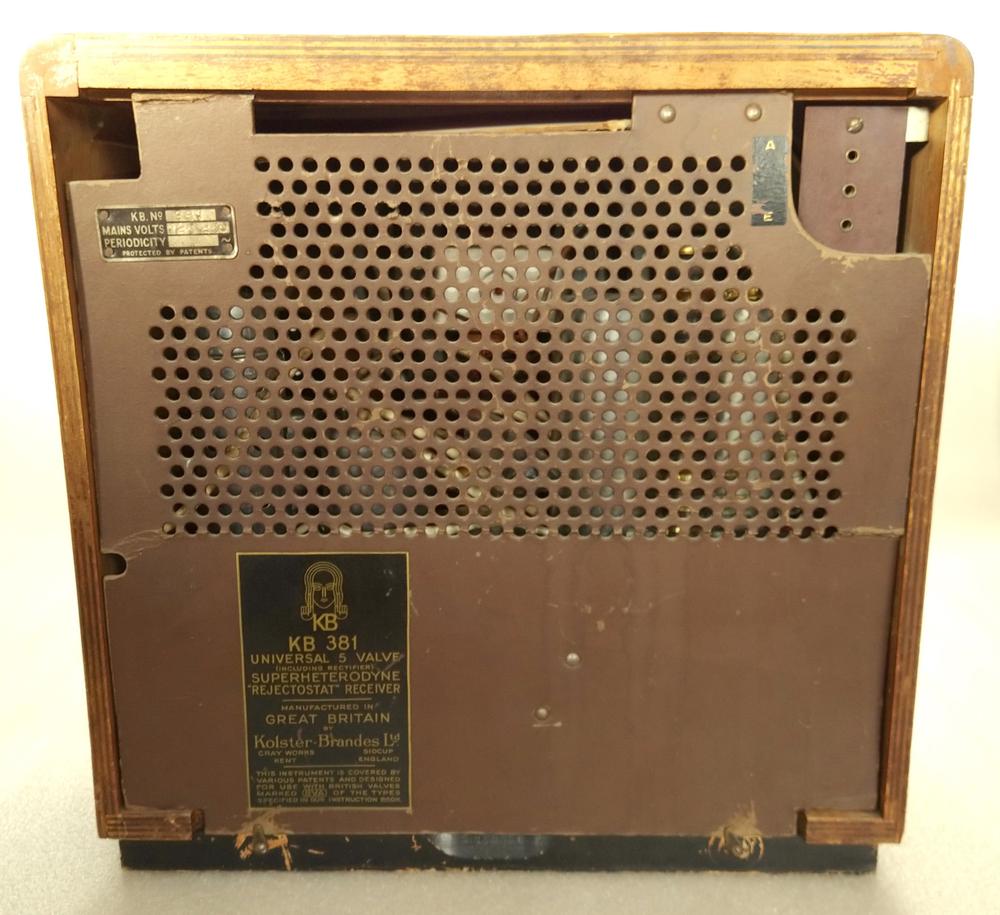 A
E
KB. Nº
MAINS VOLTS
PERIODICITY ~
PROTECTED BY PATENTS
KB
KB 381
UNIVERSAL 5 VALVE
(INCLUDING RECTIFIER)
SUPERHETERODYNE
"REJECTOSTAT" RECEIVER
MANUFACTURED IN
GREAT BRITAIN
BY
Kolster-Brandes Ltd.
CRAY WORKS SIDCUP
KENT ENGLAND
THIS INSTRUMENT IS COVERED BY
VARIOUS PATENTS AND DESIGNED
FOR USE WITH BRITISH VALVES
MARKED BVA OF THE TYPES
SPECIFIED IN OUR INSTRUCTION BOOK.